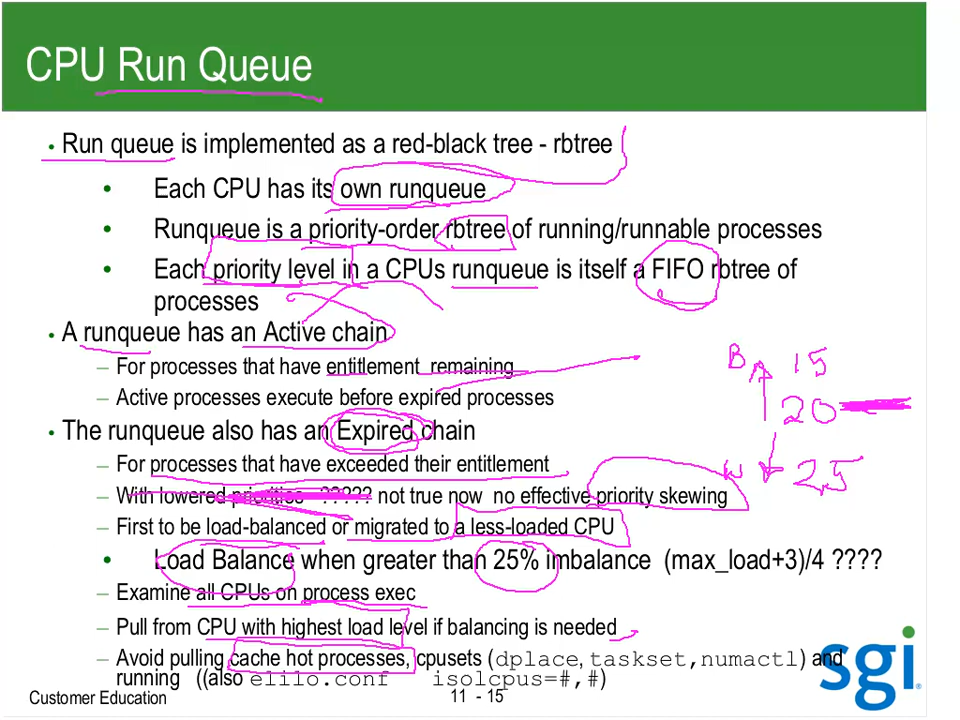 CPU Run Queue
• Run queue is implemented as a red-black tree - rbtree
• Each CPU has its own runqueue
• Runqueue is a priority-order rbtree of running/runnable processes
• Each priority level in a CPUs runqueue is itself a FIFO rbtree of
processes
• A runqueue has an Active chain
– For processes that have entitlement remaining
– Active processes execute before expired processes
• The runqueue also has an Expired chain
– For processes that have exceeded their entitlement
– With lowered priorities ????? not true now no effective priority skewing
– First to be load-balanced or migrated to a less-loaded CPU
• Load Balance when greater than 25% imbalance (max_load+3)/4 ????
– Examine all CPUs on process exec
– Pull from CPU with highest load level if balancing is needed
– Avoid pulling cache hot processes, cpusets (dplace, taskset,numactl) and
running ((also elilo.conf isolcpus=#,#)
B 15
20
W 25
sgi
Customer Education
11 - 15